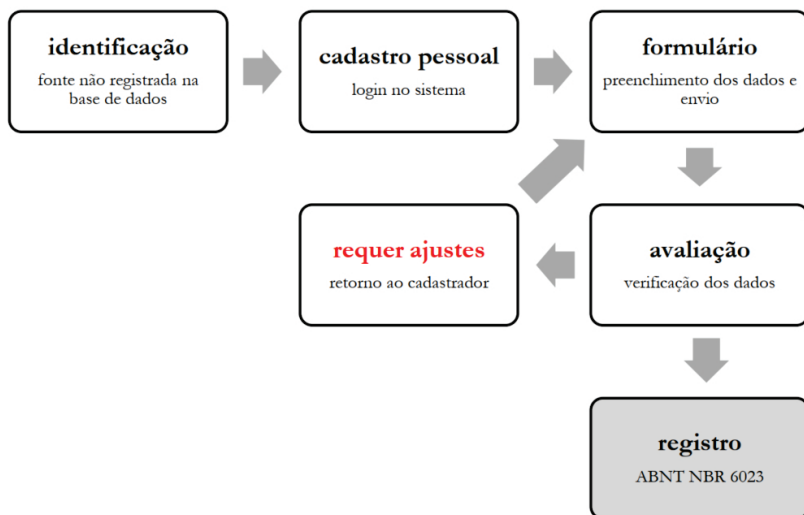 identificação
fonte não registrada na
base de dados
cadastro pessoal
login no sistema
formulário
preenchimento dos dados e
envio
requer ajustes
retorno ao cadastrador
avaliação
verificação dos dados
registro
ABNT NBR 6023